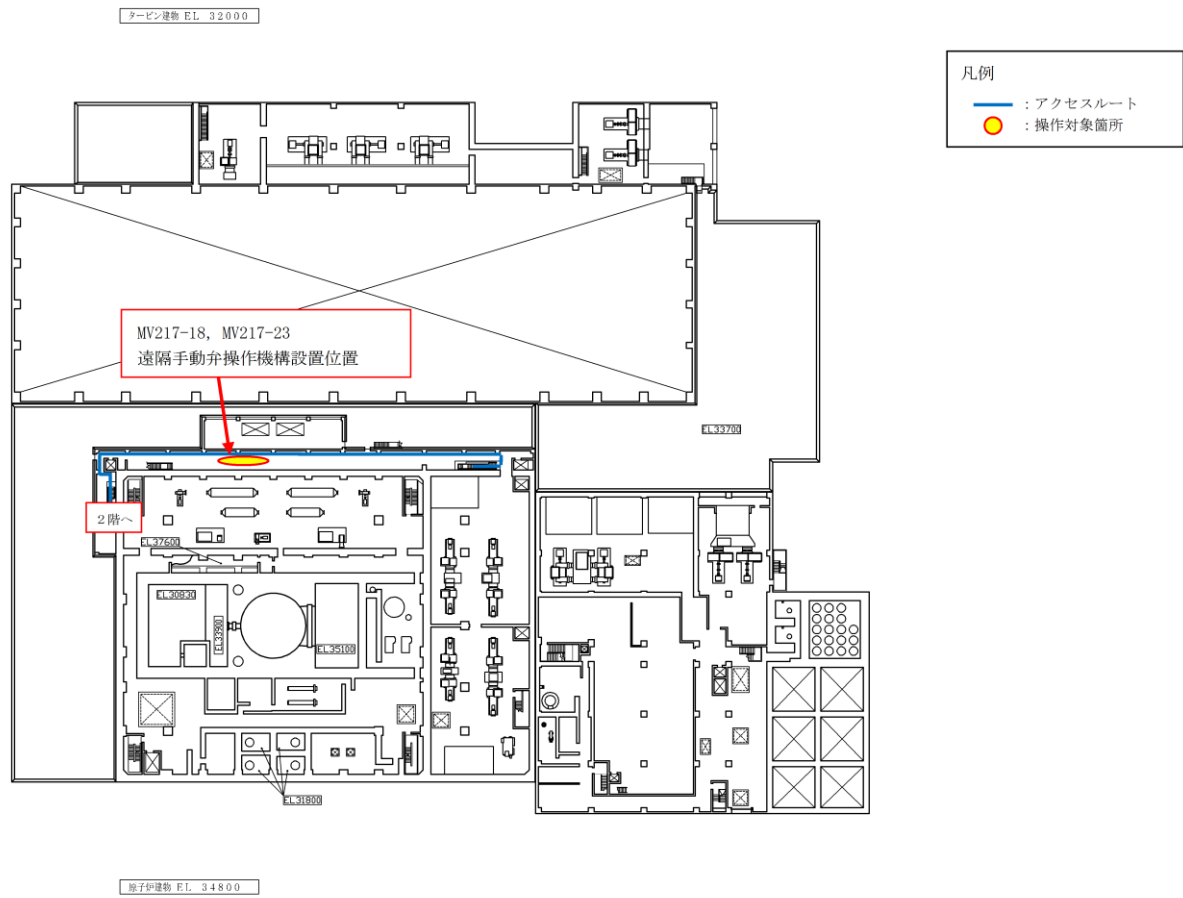 タービン建物 EL 32000
凡例
：アクセスルート
：操作対象箇所
MV217-18, MV217-23
遠隔手動弁操作機構設置位置
EL33700
2階へ
EL37600
EL30830
EL33900
EL35100
EL31800
原子炉建物 EL 34800